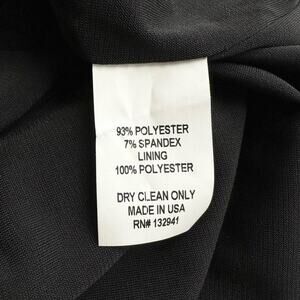 93% POLYESTER
7% SPANDEX
LINING
100% POLYESTER
DRY CLEAN ONLY
MADE IN USA
RN# 132941